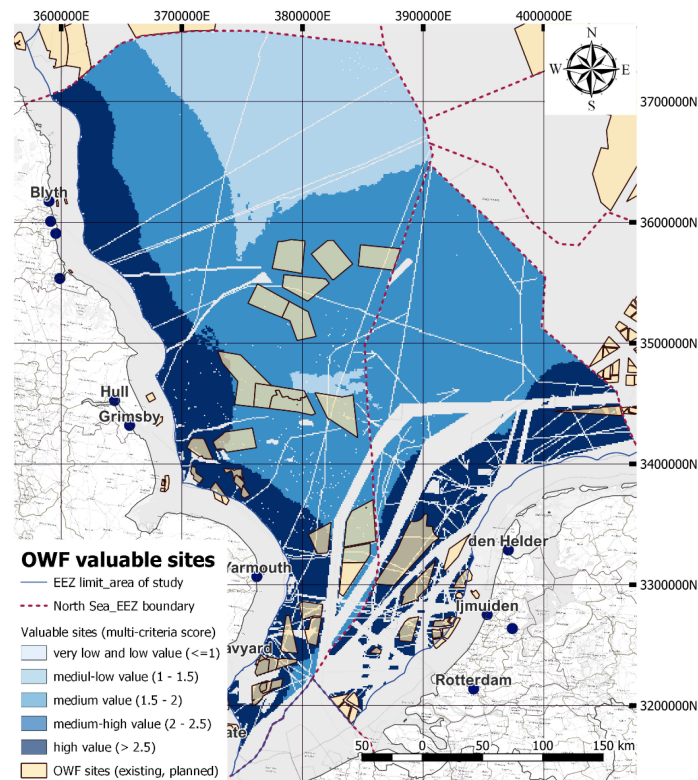 3600000E 3700000E 3800000E 3900000E 4000000E
N
W E
S
3700000N
Blyth
3600000N
3500000N
Hull
Grimsby
3400000N
OWF valuable sites
EEZ limit_area of study
North Sea_EEZ boundary
Valuable sites (multi-criteria score)
very low and low value (<=1)
mediul-low value (1 - 1.5)
medium value (1.5 - 2)
medium-high value (2 - 2.5)
high value (> 2.5)
OWF sites (existing, planned)
den Helder
armouth
3300000N
Ijmuiden
avyard
Rotterdam
3200000N
ate
50 0 50 100 150 km